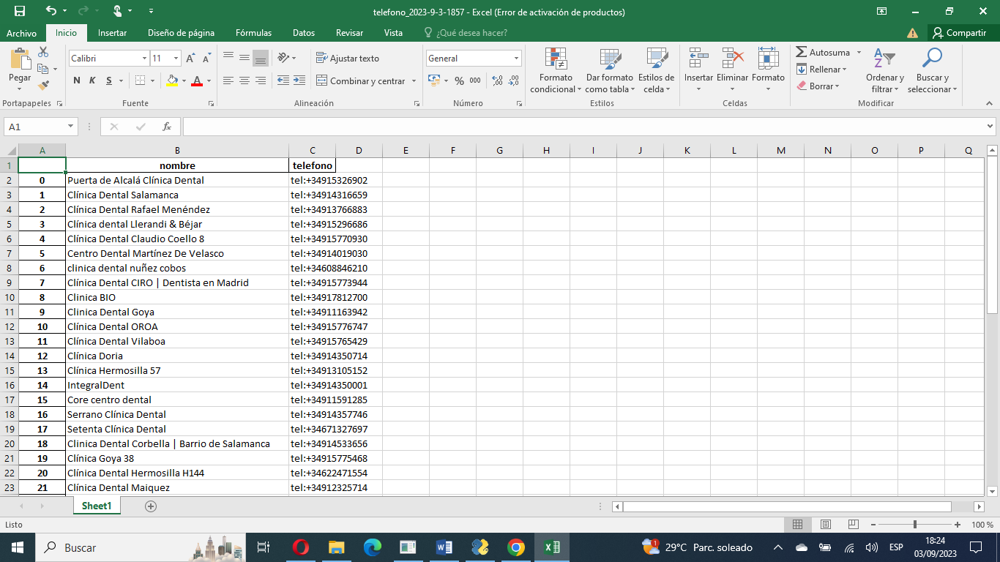 telefono_2023-9-3-1857 - Excel (Error de activación de productos)
Archivo Inicio Insertar Diseño de página Fórmulas Datos Revisar Vista ¿Qué desea hacer? Compartir
Pegar
Portapapeles
Calibri 11
N K S
Fuente
Ajustar texto
Combinar y centrar
Alineación
General
% 000
Número
Formato condicional
Dar formato como tabla
Estilos de celda
Estilos
Insertar Eliminar Formato
Celdas
Autosuma
Rellenar
Borrar
Ordenar y filtrar
Buscar y seleccionar
Modificar
A1 fx
A B C D E F G H I J K L M N O P Q
1 nombre telefono
2 0 Puerta de Alcalá Clínica Dental tel:+34915326902
3 1 Clínica Dental Salamanca tel:+34914316659
4 2 Clínica Dental Rafael Menéndez tel:+34913766883
5 3 Clínica dental Llerandi & Béjar tel:+34915296686
6 4 Clínica Dental Claudio Coello 8 tel:+34915770930
7 5 Centro Dental Martínez De Velasco tel:+34914019030
8 6 clinica dental nuñez cobos tel:+34608846210
9 7 Clínica Dental CIRO | Dentista en Madrid tel:+34915773944
10 8 Clinica BIO tel:+34917812700
11 9 Clinica Dental Goya tel:+34911163942
12 10 Clínica Dental OROA tel:+34915776747
13 11 Clínica Dental Vilaboa tel:+34915765429
14 12 Clínica Doria tel:+34914350714
15 13 Clínica Hermosilla 57 tel:+34913105152
16 14 IntegralDent tel:+34914350001
17 15 Core centro dental tel:+34911591285
18 16 Serrano Clínica Dental tel:+34914357746
19 17 Setenta Clínica Dental tel:+34671327697
20 18 Clinica Dental Corbella | Barrio de Salamanca tel:+34914533656
21 19 Clínica Goya 38 tel:+34915775468
22 20 Clínica Dental Hermosilla H144 tel:+34622471554
23 21 Clínica Dental Maiquez tel:+34912325714
Sheet1
Listo 100 %
Buscar
1 29°C Parc. soleado ESP 18:24
03/09/2023